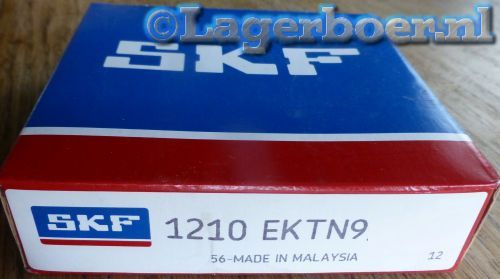 ©Lagerboer.nl
SKF
SKF 1210 EKTN9
56-MADE IN MALAYSIA 12